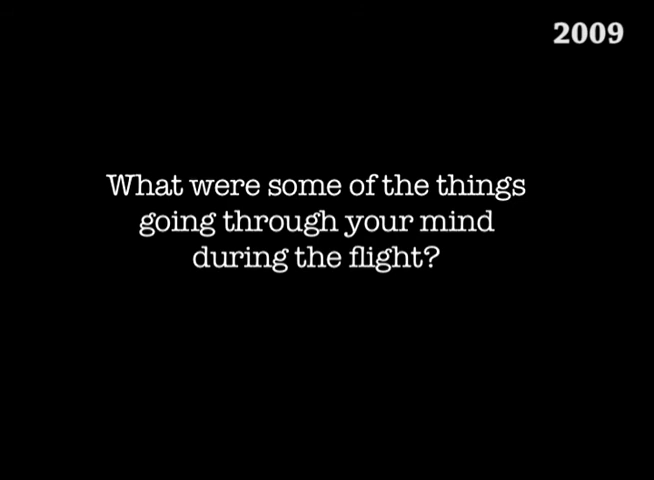 2009
What were some of the things
going through your mind
during the flight?